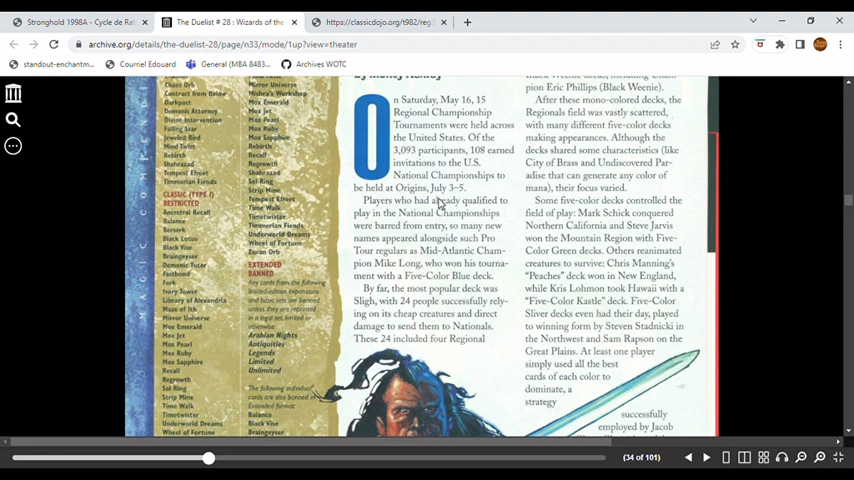 Stronghold 1998A - Cycle de Ra
The Duelist # 28 : Wizards of the
https://classicdojo.org/t982/reg
archive.org/details/the-duelist-28/page/n33/mode/1up?view=theater
standout-enchantm...
Courriel Edouard
General (MBA 8483...
Archives WOTC
MAGIC COMPENDI
Chaos Orb
Contract from Below
Darkpact
Demonic Attorney
Divine Intervention
Falling Star
Jeweled Bird
Mind Twist
Rebirth
Shahrazad
Tempest Efreet
Timmerian Fiends
CLASSIC (TYPE I)
RESTRICTED
Ancestral Recall
Balance
Berserk
Black Lotus
Black Vise
Braingeyser
Demonic Tutor
Fastbond
Fork
Ivory Tower
Library of Alexandria
Maze of Ith
Mirror Universe
Mox Emerald
Mox Jet
Mox Pearl
Mox Ruby
Mox Sapphire
Recall
Regrowth
Sol Ring
Strip Mine
Time Walk
Timetwister
Underworld Dreams
Wheel of Fortune
Mirror Universe
Mishra's Workshop
Mox Emerald
Mox Jet
Mox Pearl
Mox Ruby
Mox Sapphire
Rebirth
Recall
Regrowth
Shahrazad
Sol Ring
Strip Mine
Tempest Efreet
Time Walk
Timetwister
Timmerian Fiends
Underworld Dreams
Wheel of Fortune
Zuran Orb
EXTENDED
BANNED
Any cards from the following
limited-edition expansions
and base sets are banned
unless they are reprinted
in a legal set, limited or
otherwise:
Arabian Nights
Antiquities
Legends
Limited
Unlimited
The following individual
cards are also banned in
Extended format:
Balance
Black Vise
Braingeyser
On Saturday, May 16, 15
Regional Championship
Tournaments were held across
the United States. Of the
3,093 participants, 108 earned
invitations to the U.S.
National Championships to
be held at Origins, July 3–5.
Players who had already qualified to
play in the National Championships
were barred from entry, so many new
names appeared alongside such Pro
Tour regulars as Mid-Atlantic Cham-
pion Mike Long, who won his tourna-
ment with a Five-Color Blue deck.
By far, the most popular deck was
Sligh, with 24 people successfully rely-
ing on its cheap creatures and direct
damage to send them to Nationals.
These 24 included four Regional
Black Weenie decks, including Cham-
pion Eric Phillips (Black Weenie).
After these mono-colored decks, the
Regionals field was vastly scattered,
with many different five-color decks
making appearances. Although the
decks shared some characteristics (like
City of Brass and Undiscovered Par-
adise that can generate any color of
mana), their focus varied.
Some five-color decks controlled the
field of play: Mark Schick conquered
Northern California and Steve Jarvis
won the Mountain Region with Five-
Color Green decks. Others reanimated
creatures to survive: Chris Manning's
"Peaches" deck won in New England,
while Kris Lohmon took Hawaii with a
"Five-Color Kastle" deck. Five-Color
Sliver decks even had their day, played
to winning form by Steven Stadnicki in
the Northwest and Sam Rapson on the
Great Plains. At least one player
simply used all the best
cards of each color to
dominate, a
strategy
successfully
employed by Jacob
(34 of 101)